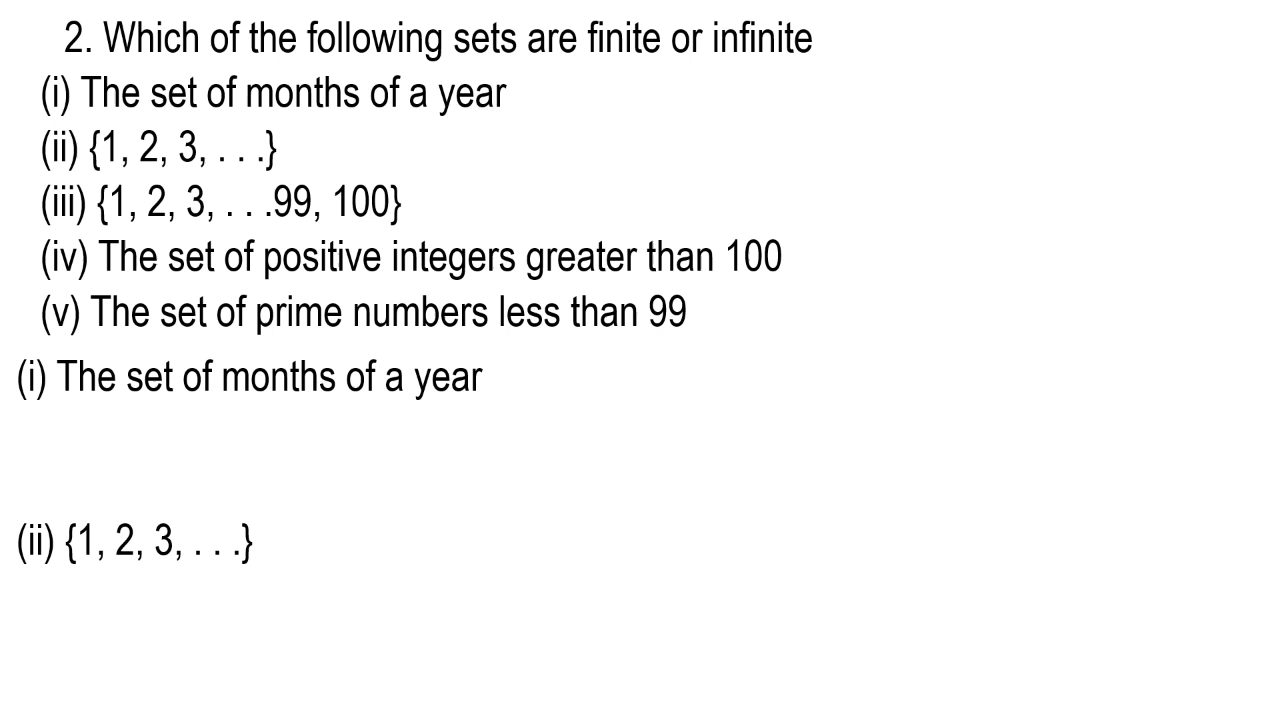 2. Which of the following sets are finite or infinite
(i) The set of months of a year
(ii) {1, 2, 3, . . .}
(iii) {1, 2, 3, . . .99, 100}
(iv) The set of positive integers greater than 100
(v) The set of prime numbers less than 99
(i) The set of months of a year
(ii) {1, 2, 3, . . .}